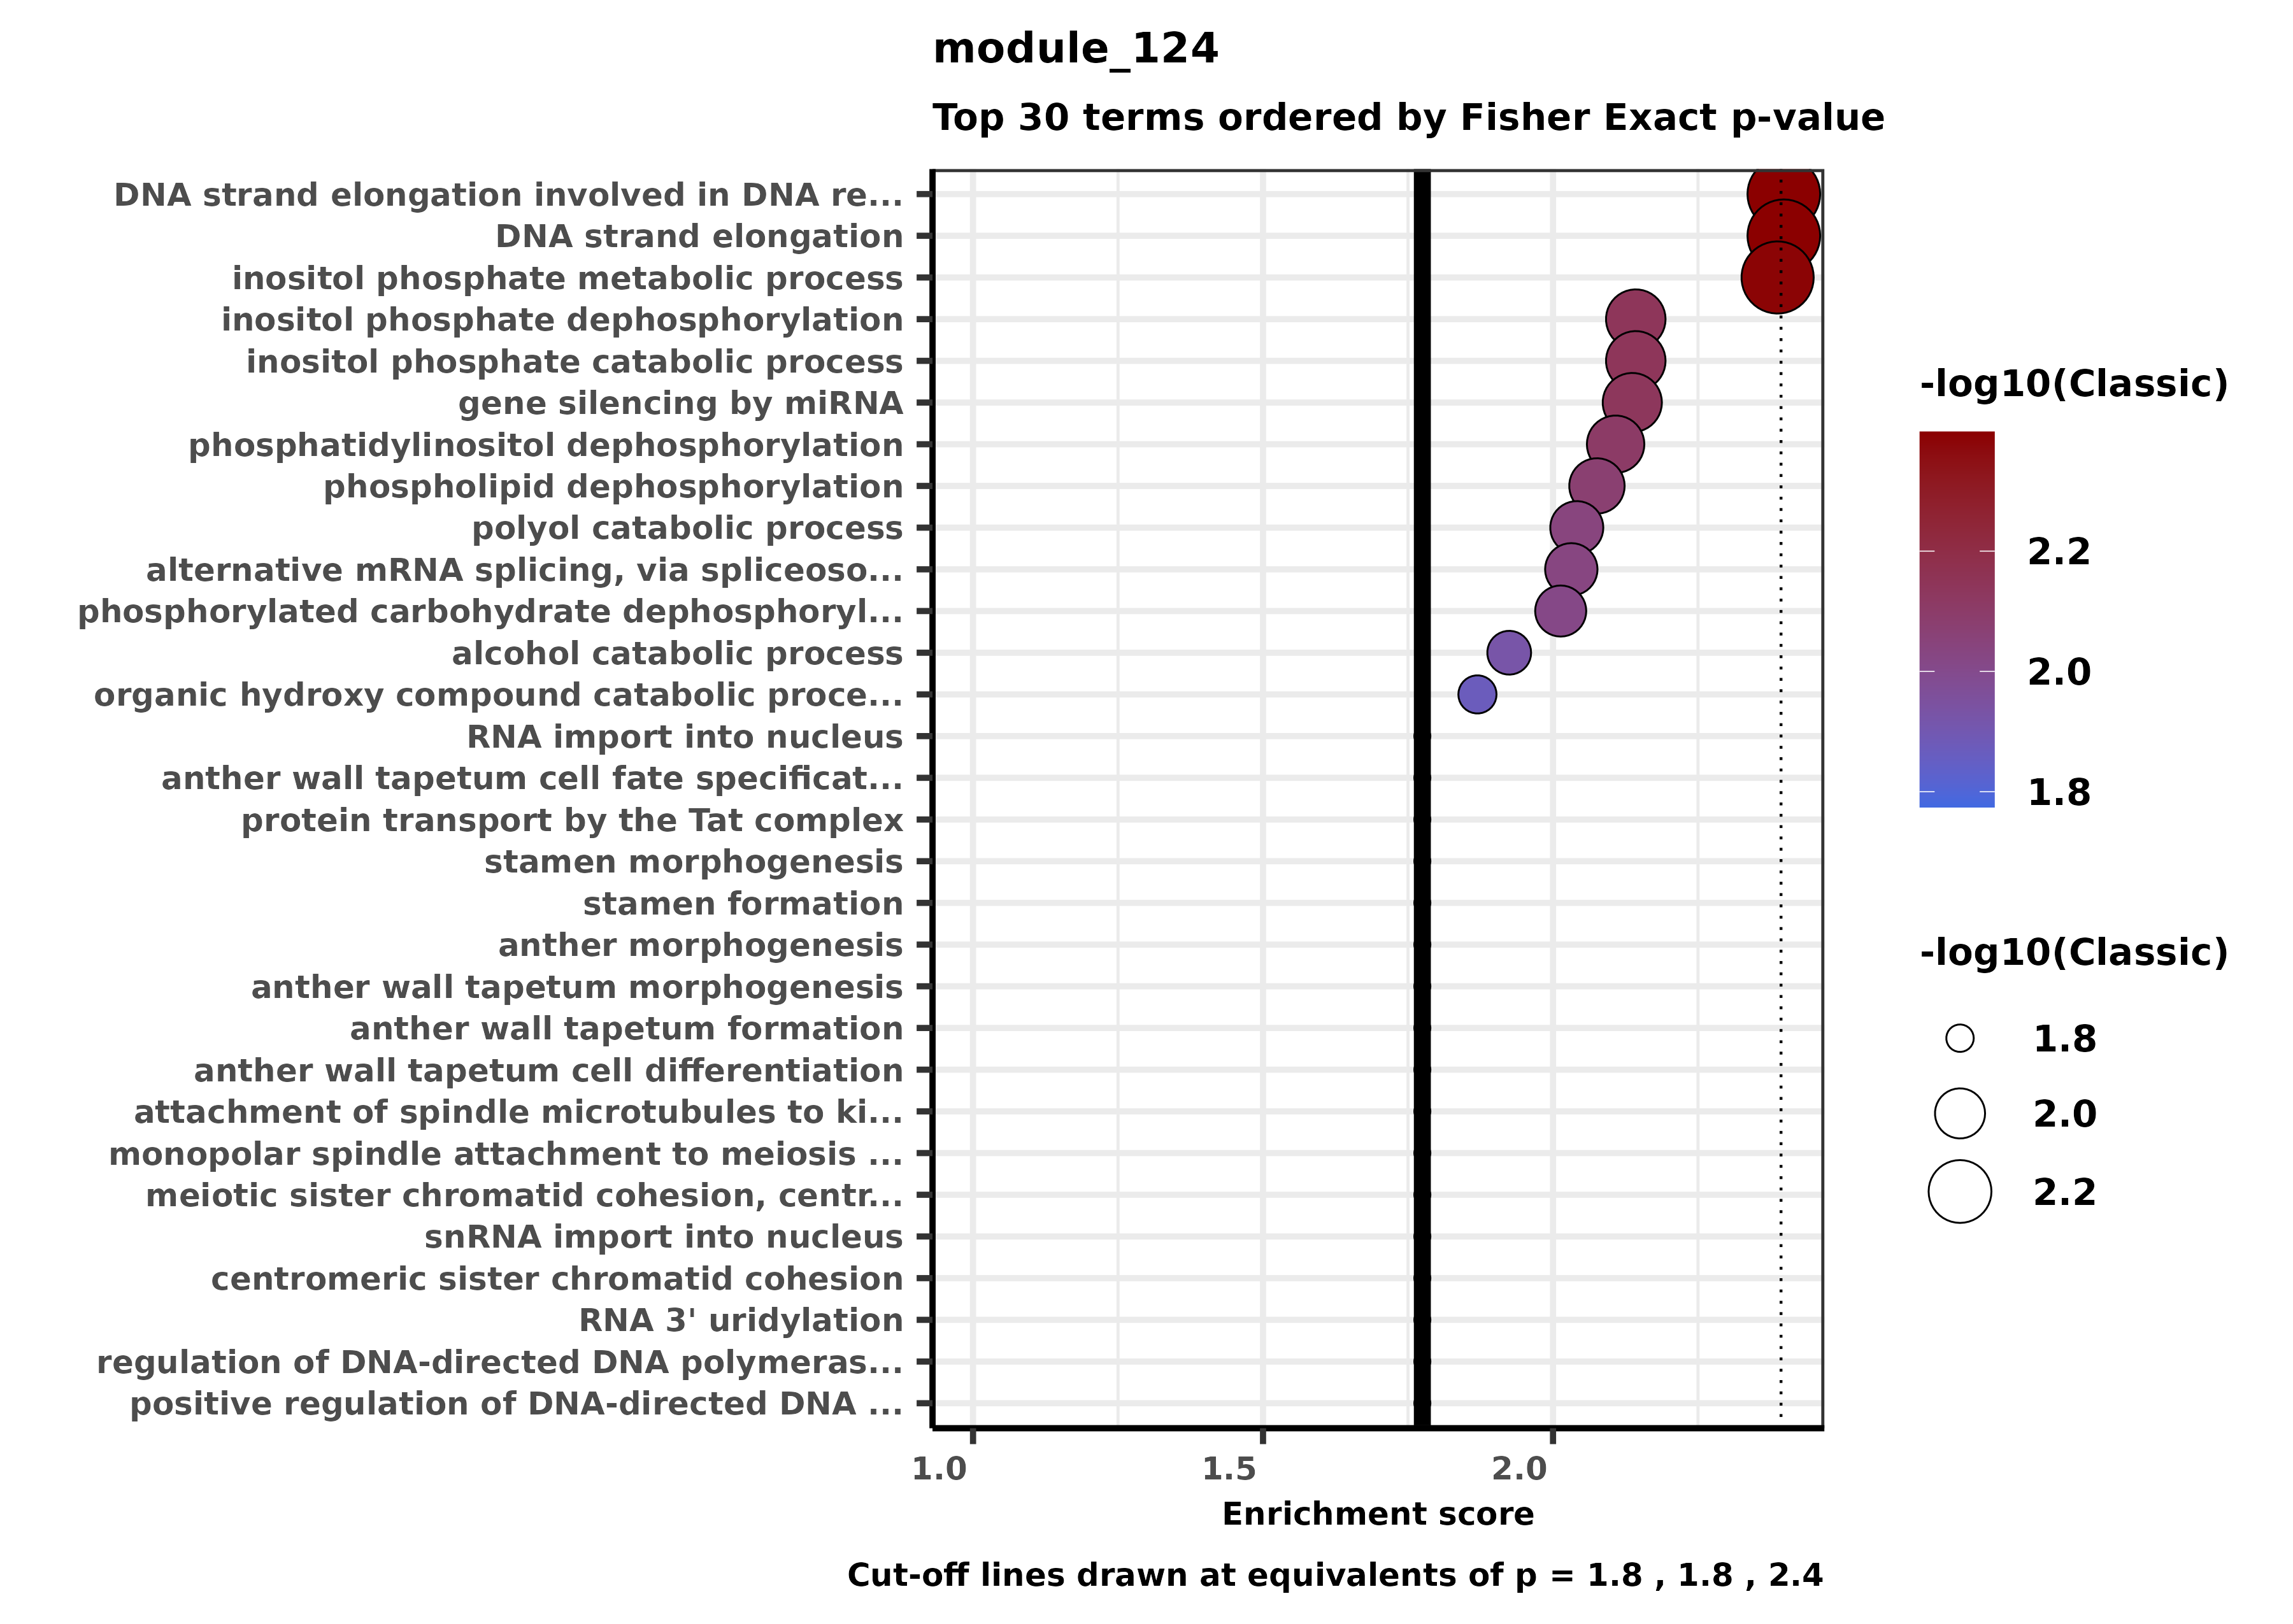 module_124
Top 30 terms ordered by Fisher Exact p-value
DNA strand elongation involved in DNA re...
DNA strand elongation
inositol phosphate metabolic process
inositol phosphate dephosphorylation
inositol phosphate catabolic process
gene silencing by miRNA
phosphatidylinositol dephosphorylation
phospholipid dephosphorylation
polyol catabolic process
alternative mRNA splicing, via spliceoso...
phosphorylated carbohydrate dephosphoryl...
alcohol catabolic process
organic hydroxy compound catabolic proce...
RNA import into nucleus
anther wall tapetum cell fate specificat...
protein transport by the Tat complex
stamen morphogenesis
stamen formation
anther morphogenesis
anther wall tapetum morphogenesis
anther wall tapetum formation
anther wall tapetum cell differentiation
attachment of spindle microtubules to ki...
monopolar spindle attachment to meiosis ...
meiotic sister chromatid cohesion, centr...
snRNA import into nucleus
centromeric sister chromatid cohesion
RNA 3' uridylation
regulation of DNA-directed DNA polymeras...
positive regulation of DNA-directed DNA ...
1.0 1.5 2.0
Enrichment score
Cut-off lines drawn at equivalents of p = 1.8 , 1.8 , 2.4
-log10(Classic)
2.2
2.0
1.8
-log10(Classic)
1.8
2.0
2.2